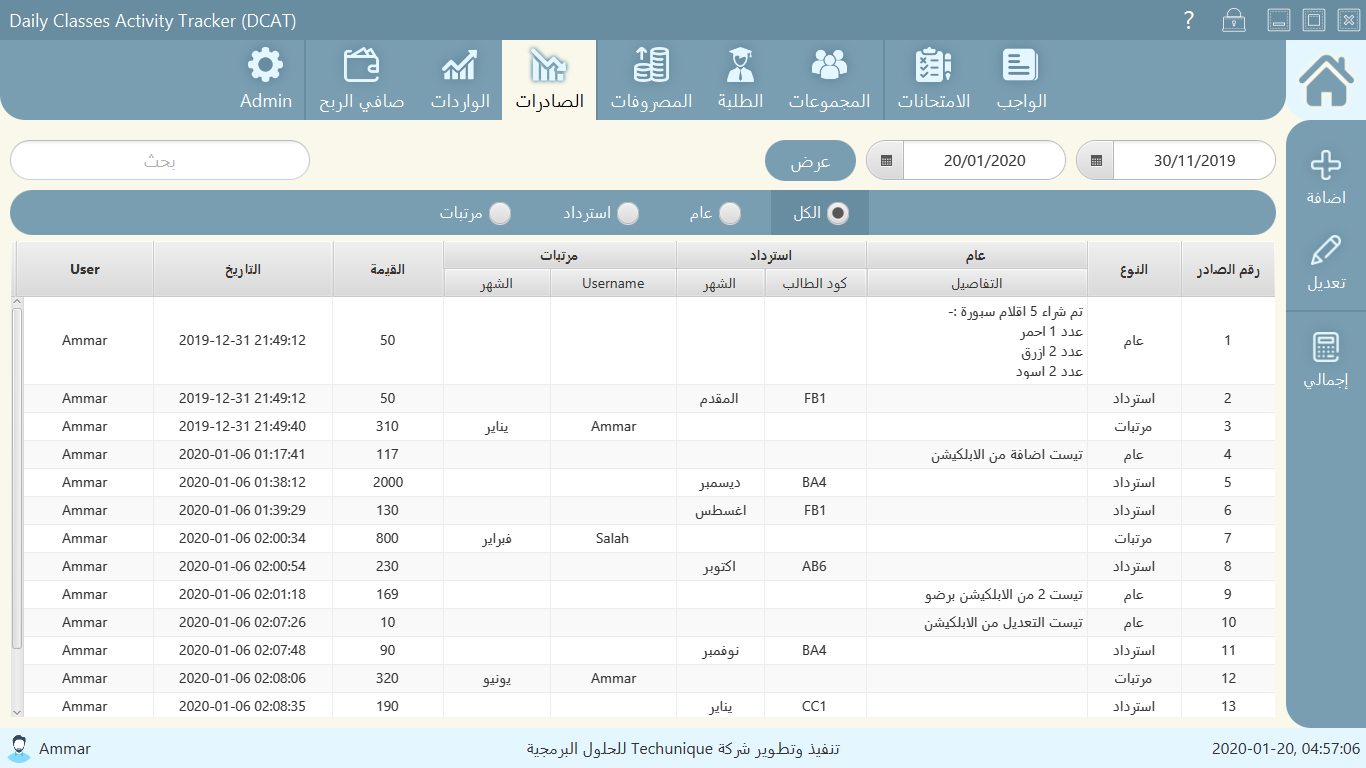 Daily Classes Activity Tracker (DCAT) ?
الواجب الامتحانات المجموعات الطلبة المصروفات الصادرات الواردات صافي الربح Admin
30/11/2019 20/01/2020 عرض بحث
اضافة
تعديل
إجمالي
الكل عام استرداد مرتبات
رقم الصادر النوع عام استرداد مرتبات القيمة التاريخ User
التفاصيل كود الطالب الشهر Username الشهر
1 عام تم شراء 5 اقلام سبورة :- 50 2019-12-31 21:49:12 Ammar
عدد 1 احمر
عدد 2 ازرق
عدد 2 اسود
2 استرداد FB1 المقدم 50 2019-12-31 21:49:12 Ammar
3 مرتبات Ammar يناير 310 2019-12-31 21:49:40 Ammar
4 عام تيست اضافة من الابلكيشن 117 2020-01-06 01:17:41 Ammar
5 استرداد BA4 ديسمبر 2000 2020-01-06 01:38:12 Ammar
6 استرداد FB1 اغسطس 130 2020-01-06 01:39:29 Ammar
7 مرتبات Salah فبراير 800 2020-01-06 02:00:34 Ammar
8 استرداد AB6 اكتوبر 230 2020-01-06 02:00:54 Ammar
9 عام تيست 2 من الابلكيشن برضو 169 2020-01-06 02:01:18 Ammar
10 عام تيست التعديل من الابلكيشن 10 2020-01-06 02:07:26 Ammar
11 استرداد BA4 نوفمبر 90 2020-01-06 02:07:48 Ammar
12 مرتبات Ammar يونيو 320 2020-01-06 02:08:06 Ammar
13 استرداد CC1 يناير 190 2020-01-06 02:08:35 Ammar
Ammar
تنفيذ وتطوير شركة Techunique للحلول البرمجية
2020-01-20, 04:57:06